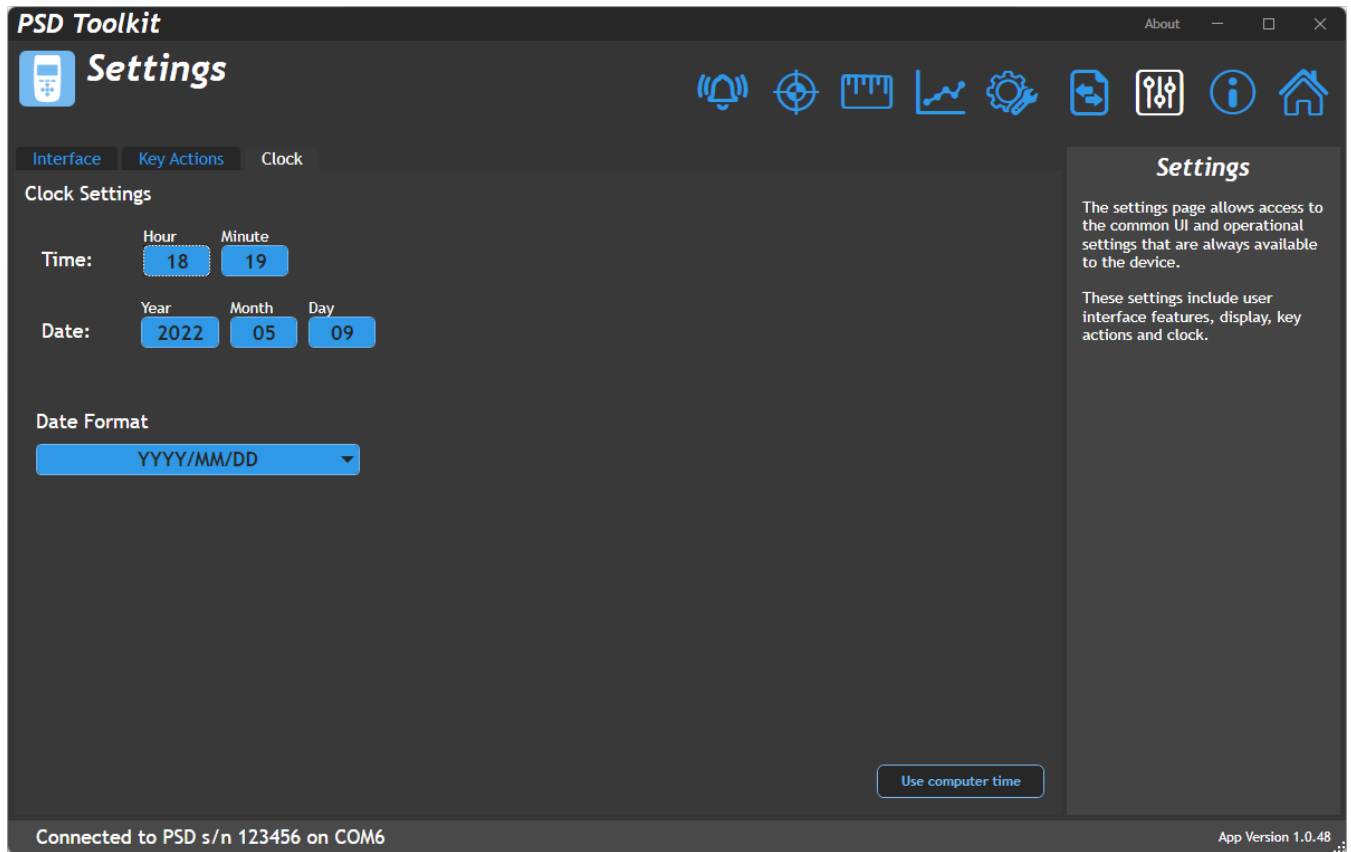 PSD Toolkit
About
Settings
Interface Key Actions Clock
Clock Settings
Hour Minute
Time: 18 19
Year Month Day
Date: 2022 05 09
Date Format
YYYY/MM/DD
Use computer time
Settings
The settings page allows access to
the common UI and operational
settings that are always available
to the device.
These settings include user
interface features, display, key
actions and clock.
Connected to PSD s/n 123456 on COM6
App Version 1.0.48